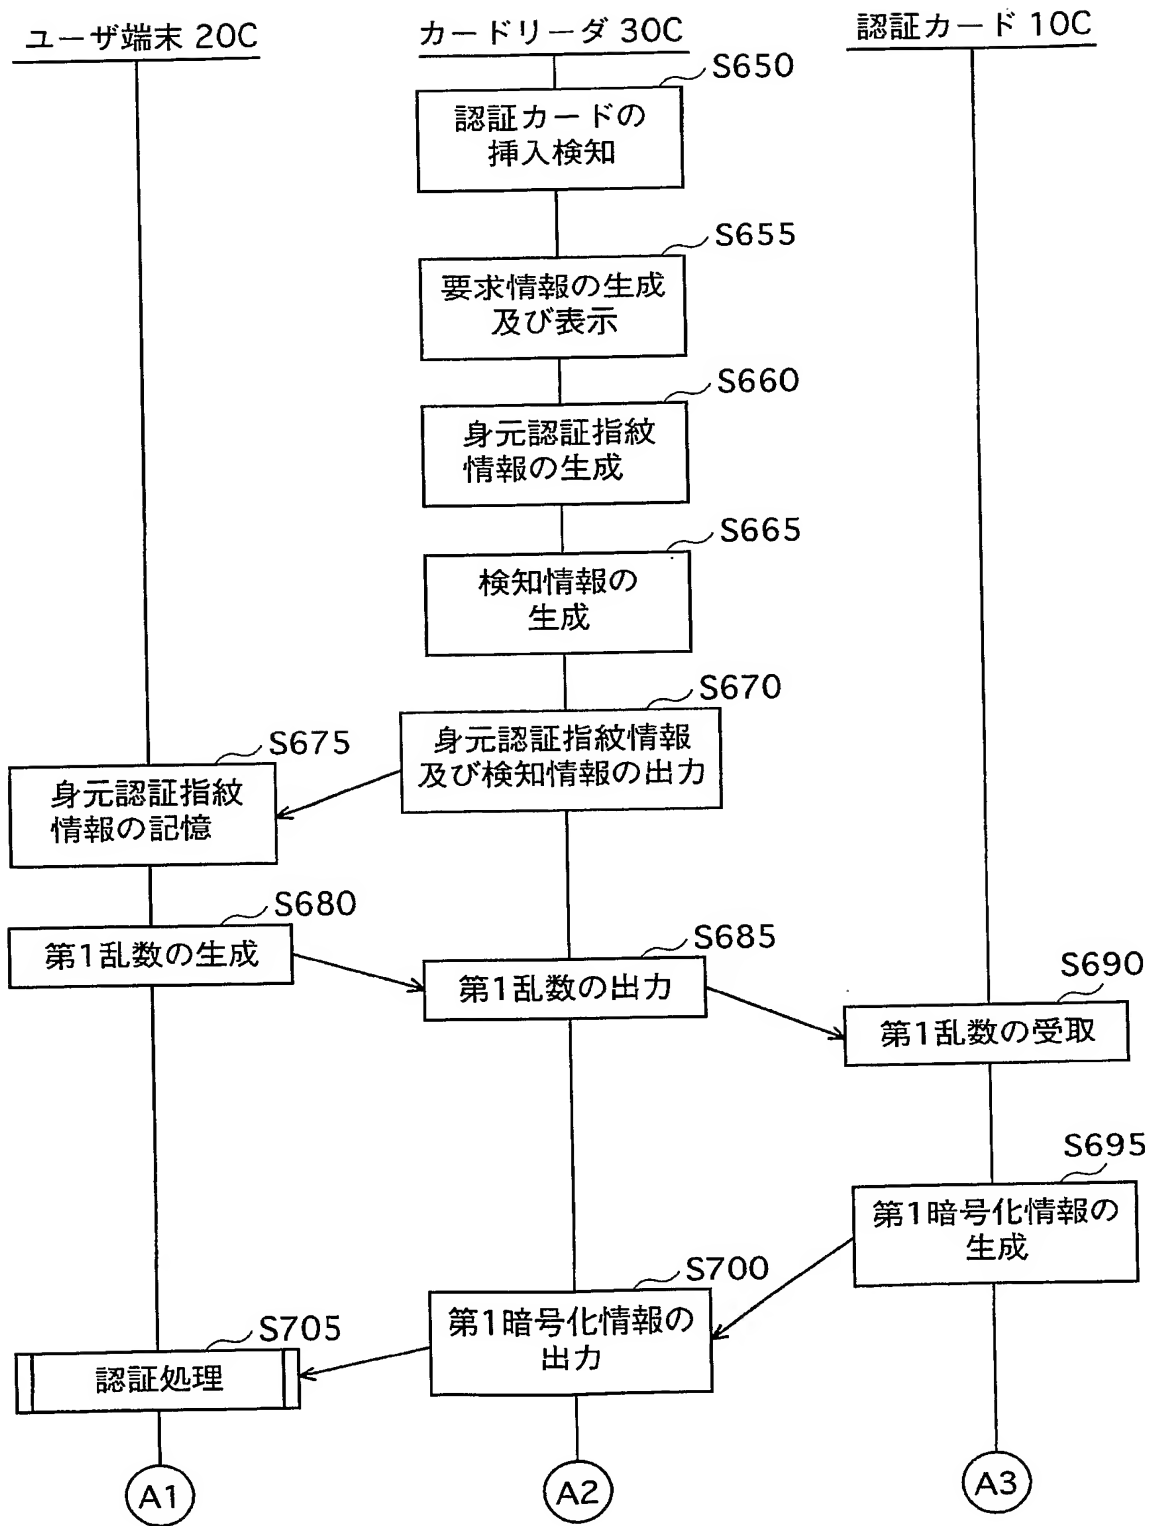 ユーザ端末 20C
カードリーダ 30C
認証カード 10C
S650
認証カードの
挿入検知
S655
要求情報の生成
及び表示
S660
身元認証指紋
情報の生成
S665
検知情報の
生成
S670
身元認証指紋情報
及び検知情報の出力
S675
身元認証指紋
情報の記憶
S680
第1乱数の生成
S685
第1乱数の出力
S690
第1乱数の受取
S695
第1暗号化情報の
生成
S700
第1暗号化情報の
出力
S705
認証処理
A1
A2
A3